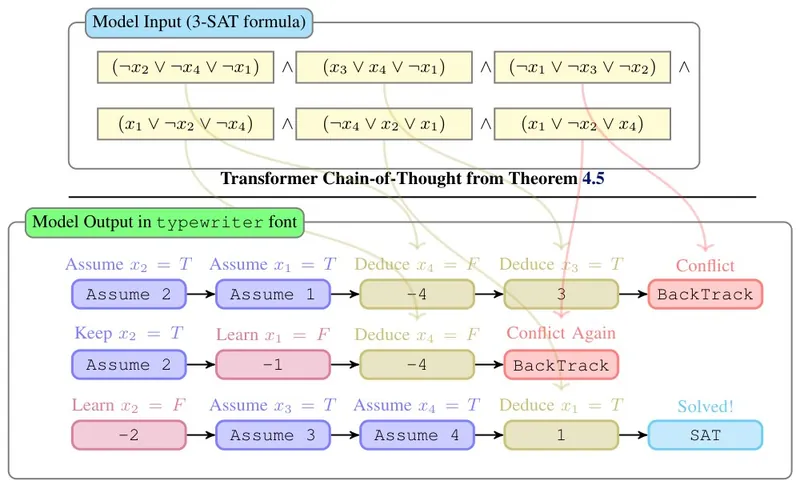 Model Input (3-SAT formula)
(¬x₂ ∨ ¬x₄ ∨ ¬x₁) ∧ (x₃ ∨ x₄ ∨ ¬x₁) ∧ (¬x₁ ∨ ¬x₃ ∨ ¬x₂) ∧
(x₁ ∨ ¬x₂ ∨ ¬x₄) ∧ (¬x₄ ∨ x₂ ∨ x₁) ∧ (x₁ ∨ ¬x₂ ∨ x₄)
Transformer Chain-of-Thought from Theorem 4.5
Model Output in typewriter font
Assume x₂ = T Assume x₁ = T Deduce x₄ = F Deduce x₃ = T Conflict
Assume 2 Assume 1 -4 3 BackTrack
Keep x₂ = T Learn x₁ = F Deduce x₄ = F Conflict Again
Assume 2 -1 -4 BackTrack
Learn x₂ = F Assume x₃ = T Assume x₄ = T Deduce x₁ = T Solved!
-2 Assume 3 Assume 4 1 SAT